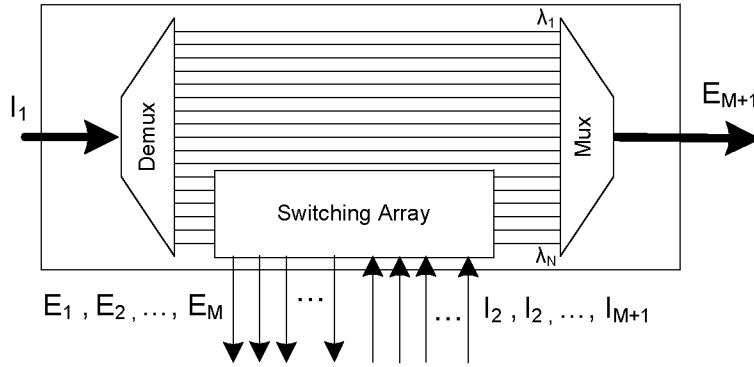 λ1
I1
EM+1
Demux
Mux
Switching Array
λN
E1 , E2 , ..., EM
...
... I2 , I2 , ..., IM+1